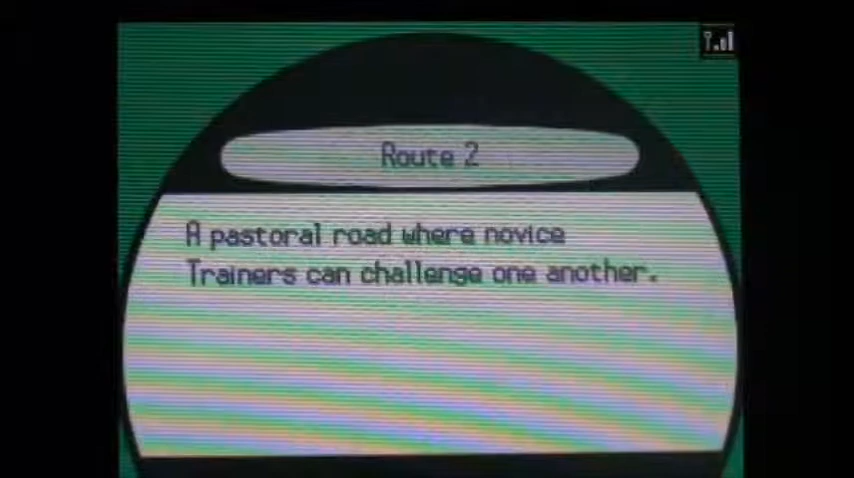 Route 2
A pastoral road where novice
Trainers can challenge one another.